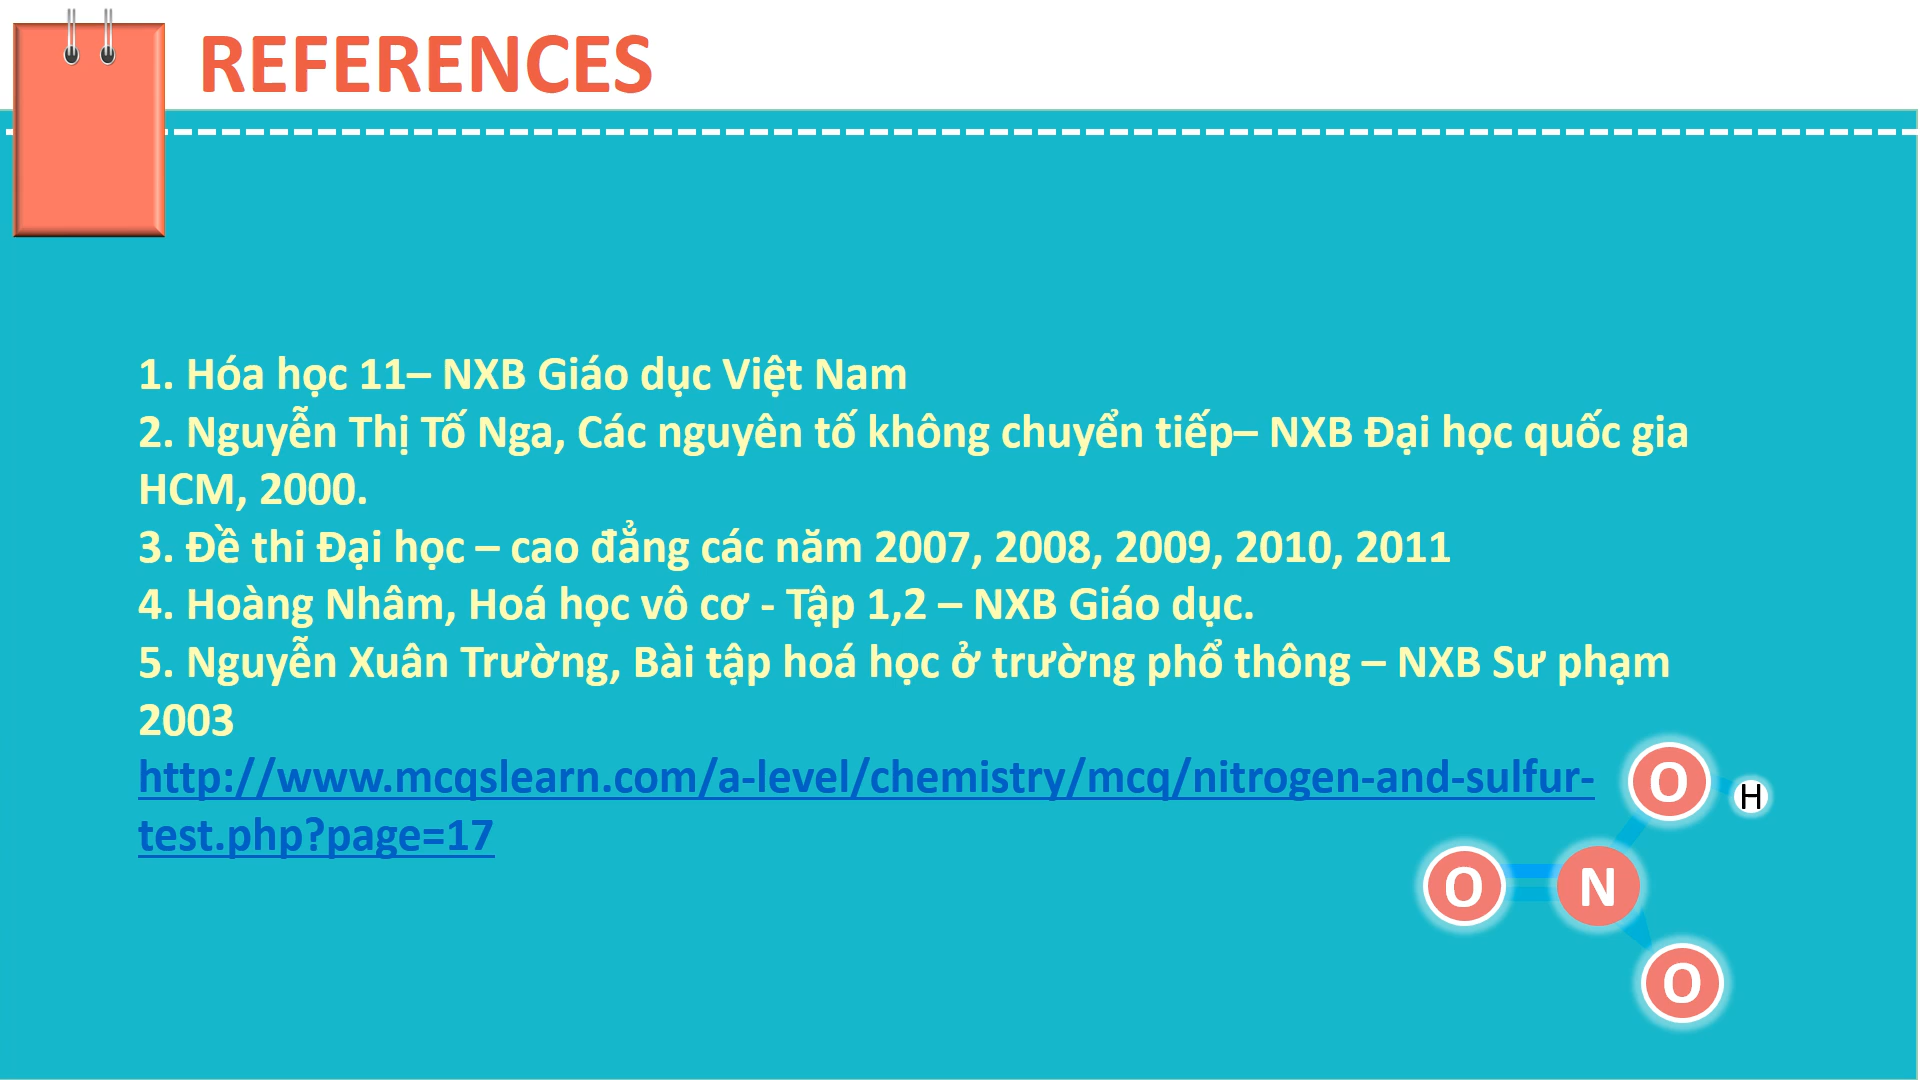 REFERENCES
1. Hóa học 11– NXB Giáo dục Việt Nam
2. Nguyễn Thị Tố Nga, Các nguyên tố không chuyển tiếp– NXB Đại học quốc gia
HCM, 2000.
3. Đề thi Đại học – cao đẳng các năm 2007, 2008, 2009, 2010, 2011
4. Hoàng Nhâm, Hoá học vô cơ - Tập 1,2 – NXB Giáo dục.
5. Nguyễn Xuân Trường, Bài tập hoá học ở trường phổ thông – NXB Sư phạm
2003
http://www.mcqslearn.com/a-level/chemistry/mcq/nitrogen-and-sulfur-
test.php?page=17
O
H
O
N
O